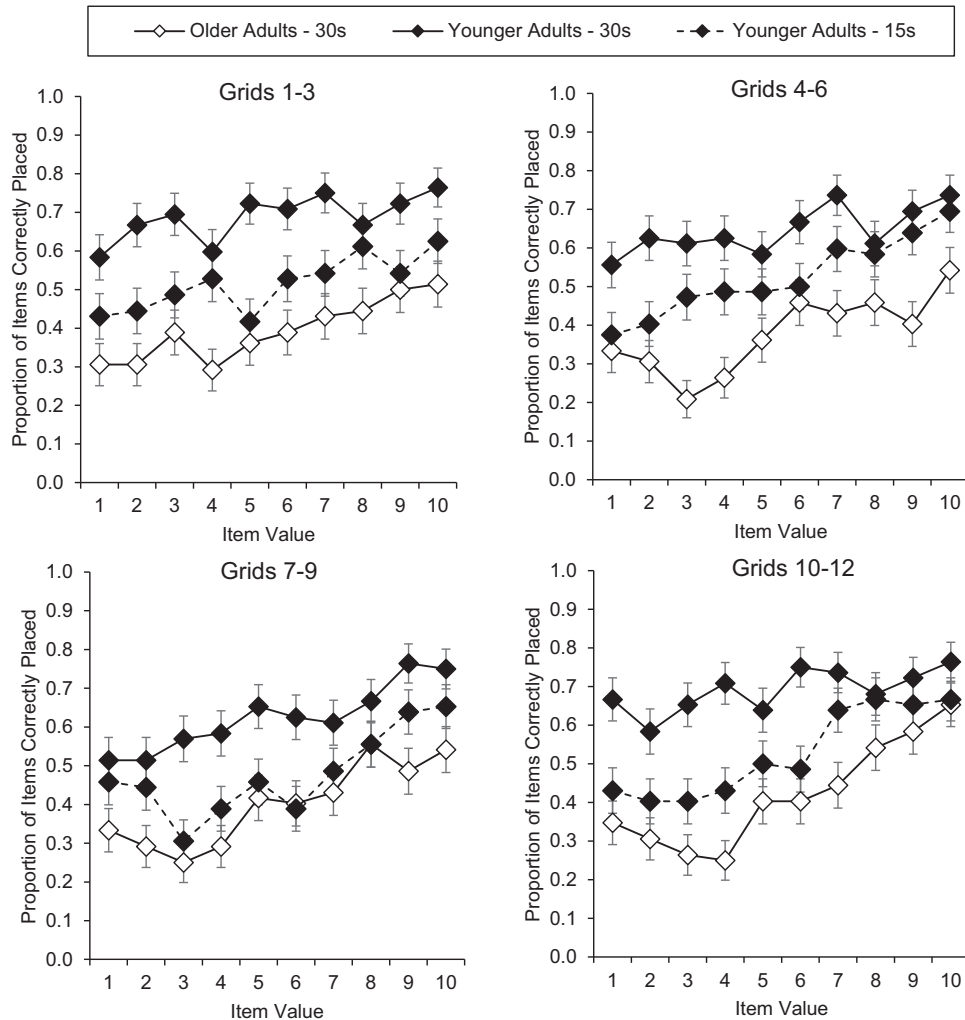 Older Adults - 30s Younger Adults - 30s Younger Adults - 15s
Grids 1-3
Proportion of Items Correctly Placed
1.0
0.9
0.8
0.7
0.6
0.5
0.4
0.3
0.2
0.1
0.0
1 2 3 4 5 6 7 8 9 10
Item Value
Grids 4-6
Proportion of Items Correctly Placed
1.0
0.9
0.8
0.7
0.6
0.5
0.4
0.3
0.2
0.1
0.0
1 2 3 4 5 6 7 8 9 10
Item Value
Grids 7-9
Proportion of Items Correctly Placed
1.0
0.9
0.8
0.7
0.6
0.5
0.4
0.3
0.2
0.1
0.0
1 2 3 4 5 6 7 8 9 10
Item Value
Grids 10-12
Proportion of Items Correctly Placed
1.0
0.9
0.8
0.7
0.6
0.5
0.4
0.3
0.2
0.1
0.0
1 2 3 4 5 6 7 8 9 10
Item Value